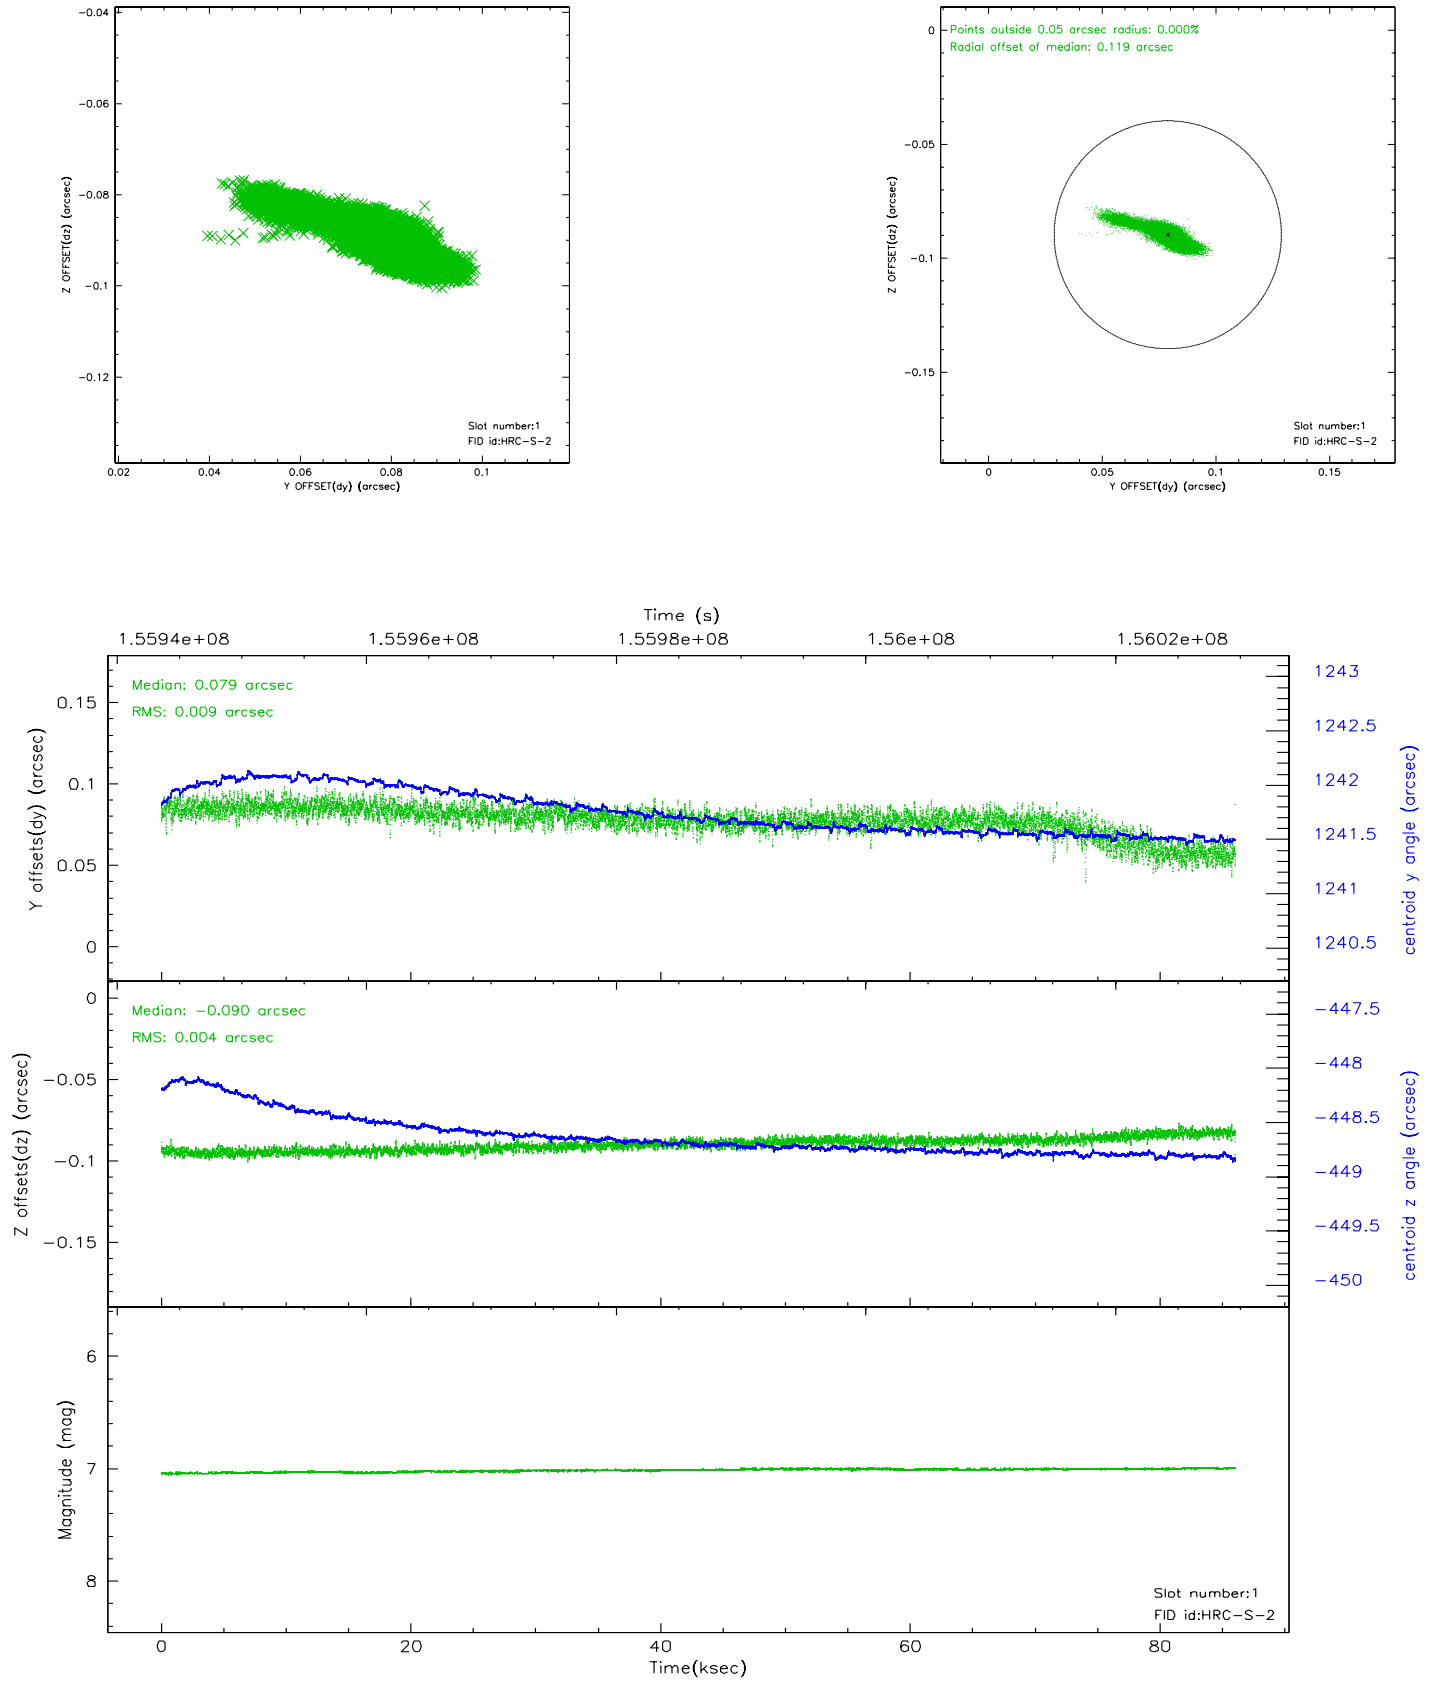 −0.04
−0.06
−0.08
−0.1
−0.12
Z OFFSET(dz) (arcsec)
Slot number:1
FID id:HRC−S−2
0.02 0.04 0.06 0.08 0.1
Y OFFSET(dy) (arcsec)
Points outside 0.05 arcsec radius: 0.000%
Radial offset of median: 0.119 arcsec
0
−0.05
−0.1
−0.15
Z OFFSET(dz) (arcsec)
Slot number:1
FID id:HRC−S−2
0 0.05 0.1 0.15
Y OFFSET(dy) (arcsec)
Time (s)
1.5594e+08 1.5596e+08 1.5598e+08 1.56e+08 1.5602e+08
Median: 0.079 arcsec
RMS: 0.009 arcsec
0.15
0.1
0.05
0
Y offsets(dy) (arcsec)
1243
1242.5
1242
1241.5
1241
1240.5
centroid y angle (arcsec)
Median: −0.090 arcsec
RMS: 0.004 arcsec
0
−0.05
−0.1
−0.15
Z offsets(dz) (arcsec)
−447.5
−448
−448.5
−449
−449.5
−450
centroid z angle (arcsec)
6
7
8
Magnitude (mag)
Slot number:1
FID id:HRC−S−2
0 20 40 60 80
Time(ksec)